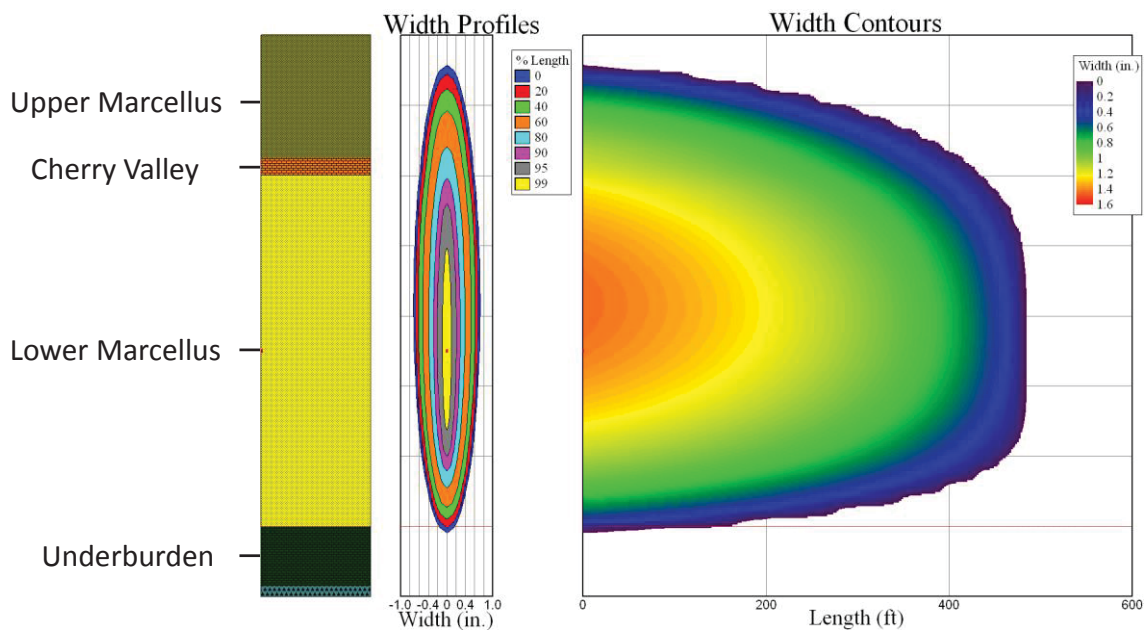 Width Profiles
Width Contours
Upper Marcellus
Cherry Valley
Lower Marcellus
Underburden
% Length
0
20
40
60
80
90
95
99
Width (in.)
0
0.2
0.4
0.6
0.8
1
1.2
1.4
1.6
-1.0 -0.4 0 0.4 1.0
Width (in.)
0 200 400 600
Length (ft)